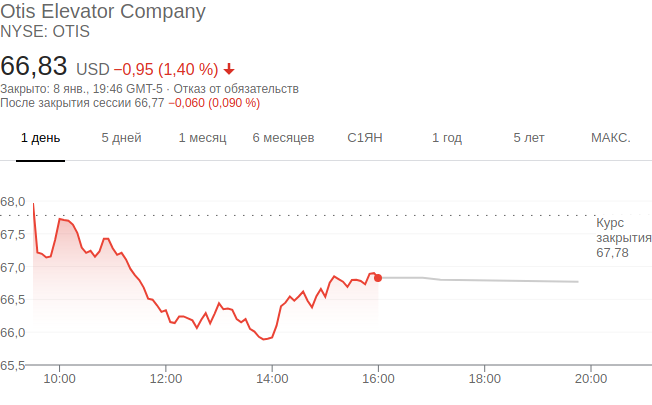 Otis Elevator Company
NYSE: OTIS
66,83 USD −0,95 (1,40 %)
Закрыто: 8 янв., 19:46 GMT-5 · Отказ от обязательств
После закрытия сессии 66,77 −0,060 (0,090 %)
1 день 5 дней 1 месяц 6 месяцев С1ЯН 1 год 5 лет МАКС.
68,0
67,5
67,0
66,5
66,0
65,5
Курс
закрытия
67,78
10:00 12:00 14:00 16:00 18:00 20:00